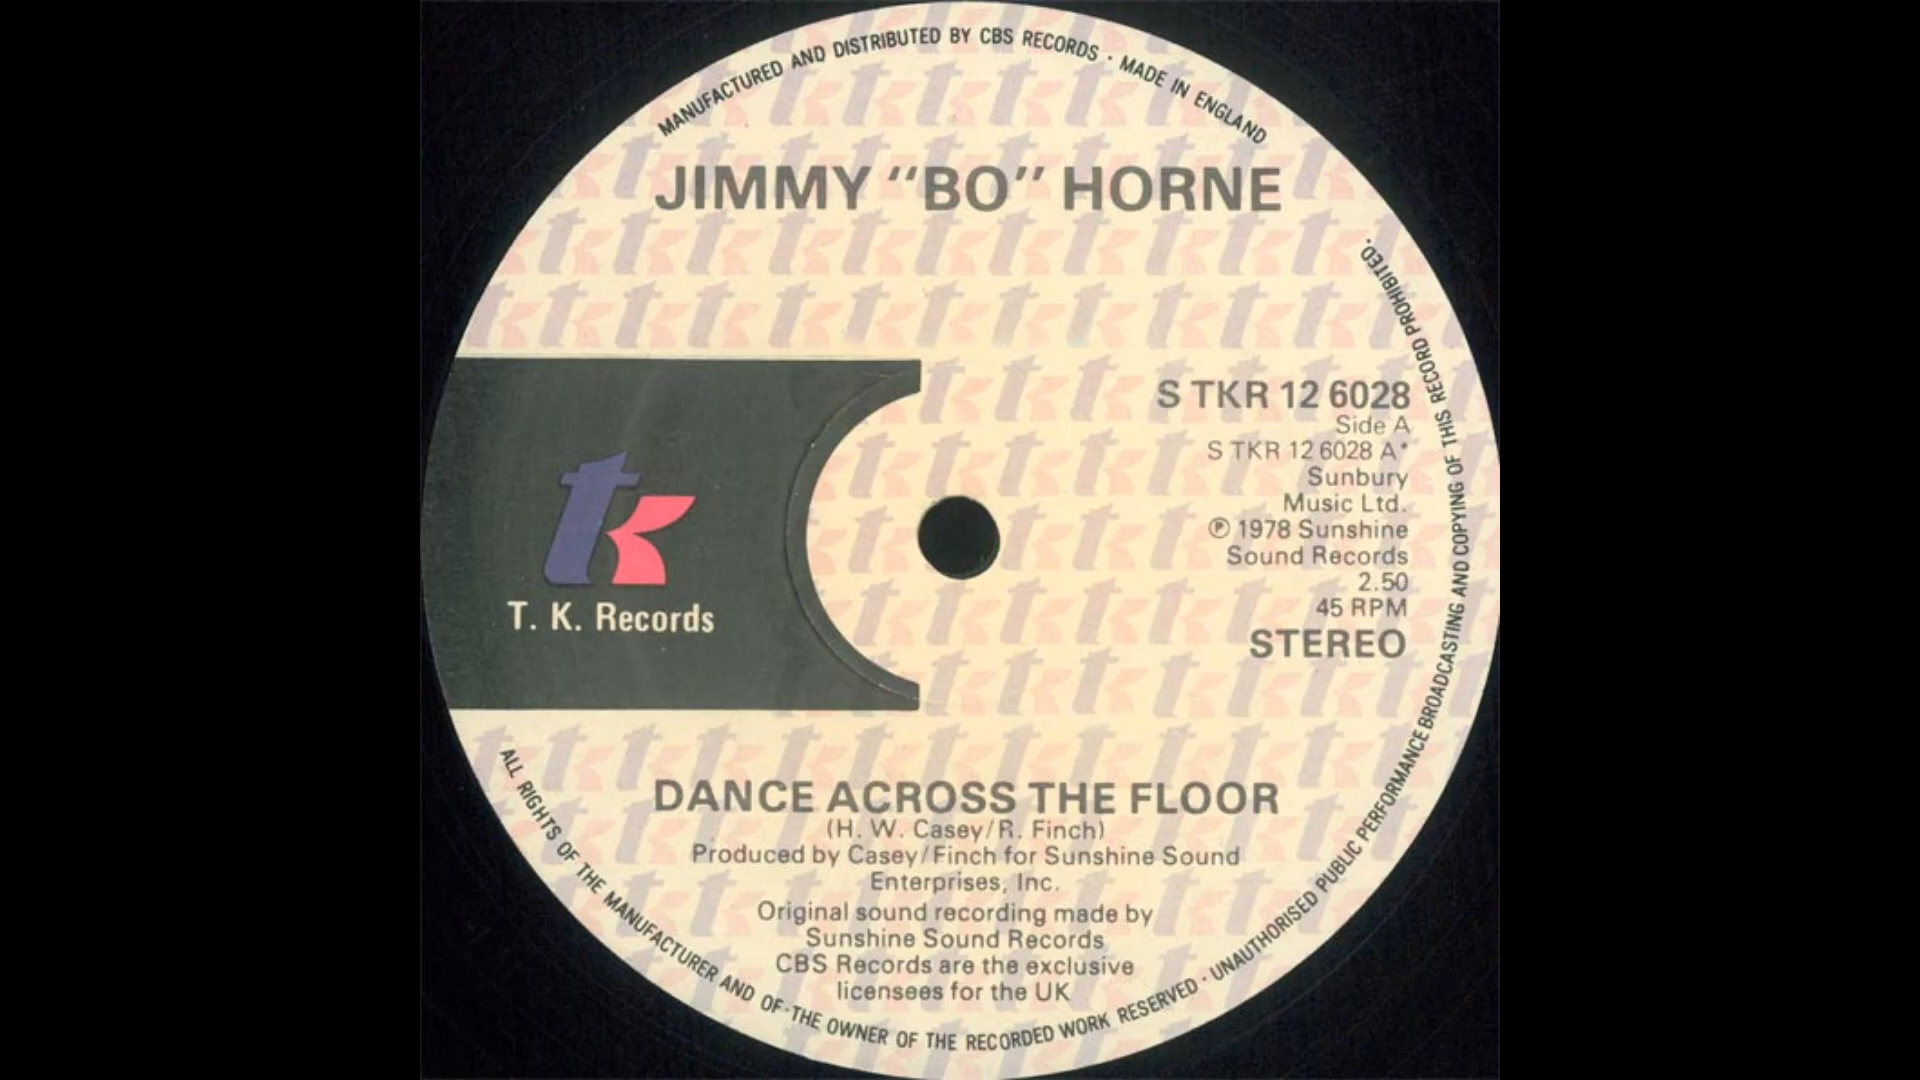 MANUFACTURED AND DISTRIBUTED BY CBS RECORDS · MADE IN ENGLAND
JIMMY "BO" HORNE
S TKR 12 6028
Side A
S TKR 12 6028 A*
Sunbury
Music Ltd.
℗ 1978 Sunshine
Sound Records
2.50
45 RPM
STEREO
tk
T. K. Records
DANCE ACROSS THE FLOOR
(H. W. Casey/R. Finch)
Produced by Casey/Finch for Sunshine Sound
Enterprises, Inc.
Original sound recording made by
Sunshine Sound Records
CBS Records are the exclusive
licensees for the UK
ALL RIGHTS OF THE MANUFACTURER AND OF THE OWNER OF THE RECORDED WORK RESERVED · UNAUTHORISED PUBLIC PERFORMANCE BROADCASTING AND COPYING OF THIS RECORD PROHIBITED.